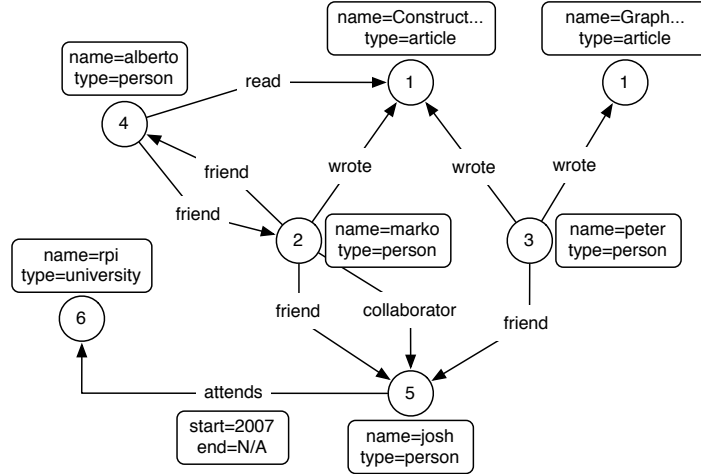 name=Construct...
type=article
name=Graph...
type=article
name=alberto
type=person
read
1
1
4
friend
wrote
wrote
wrote
friend
2
name=marko
type=person
3
name=peter
type=person
name=rpi
type=university
6
friend
collaborator
friend
attends
5
start=2007
end=N/A
name=josh
type=person